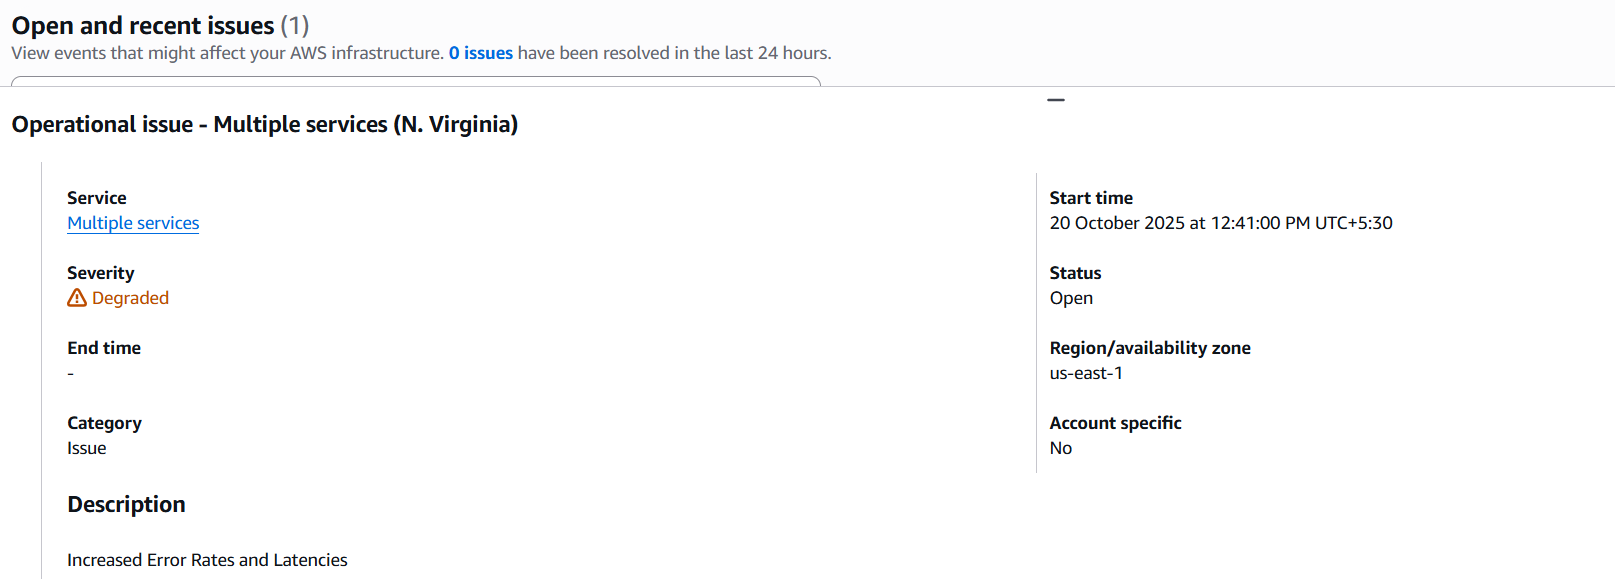 Open and recent issues (1)
View events that might affect your AWS infrastructure. 0 issues have been resolved in the last 24 hours.
Operational issue - Multiple services (N. Virginia)
Service
Multiple services
Severity
Degraded
End time
-
Category
Issue
Start time
20 October 2025 at 12:41:00 PM UTC+5:30
Status
Open
Region/availability zone
us-east-1
Account specific
No
Description
Increased Error Rates and Latencies